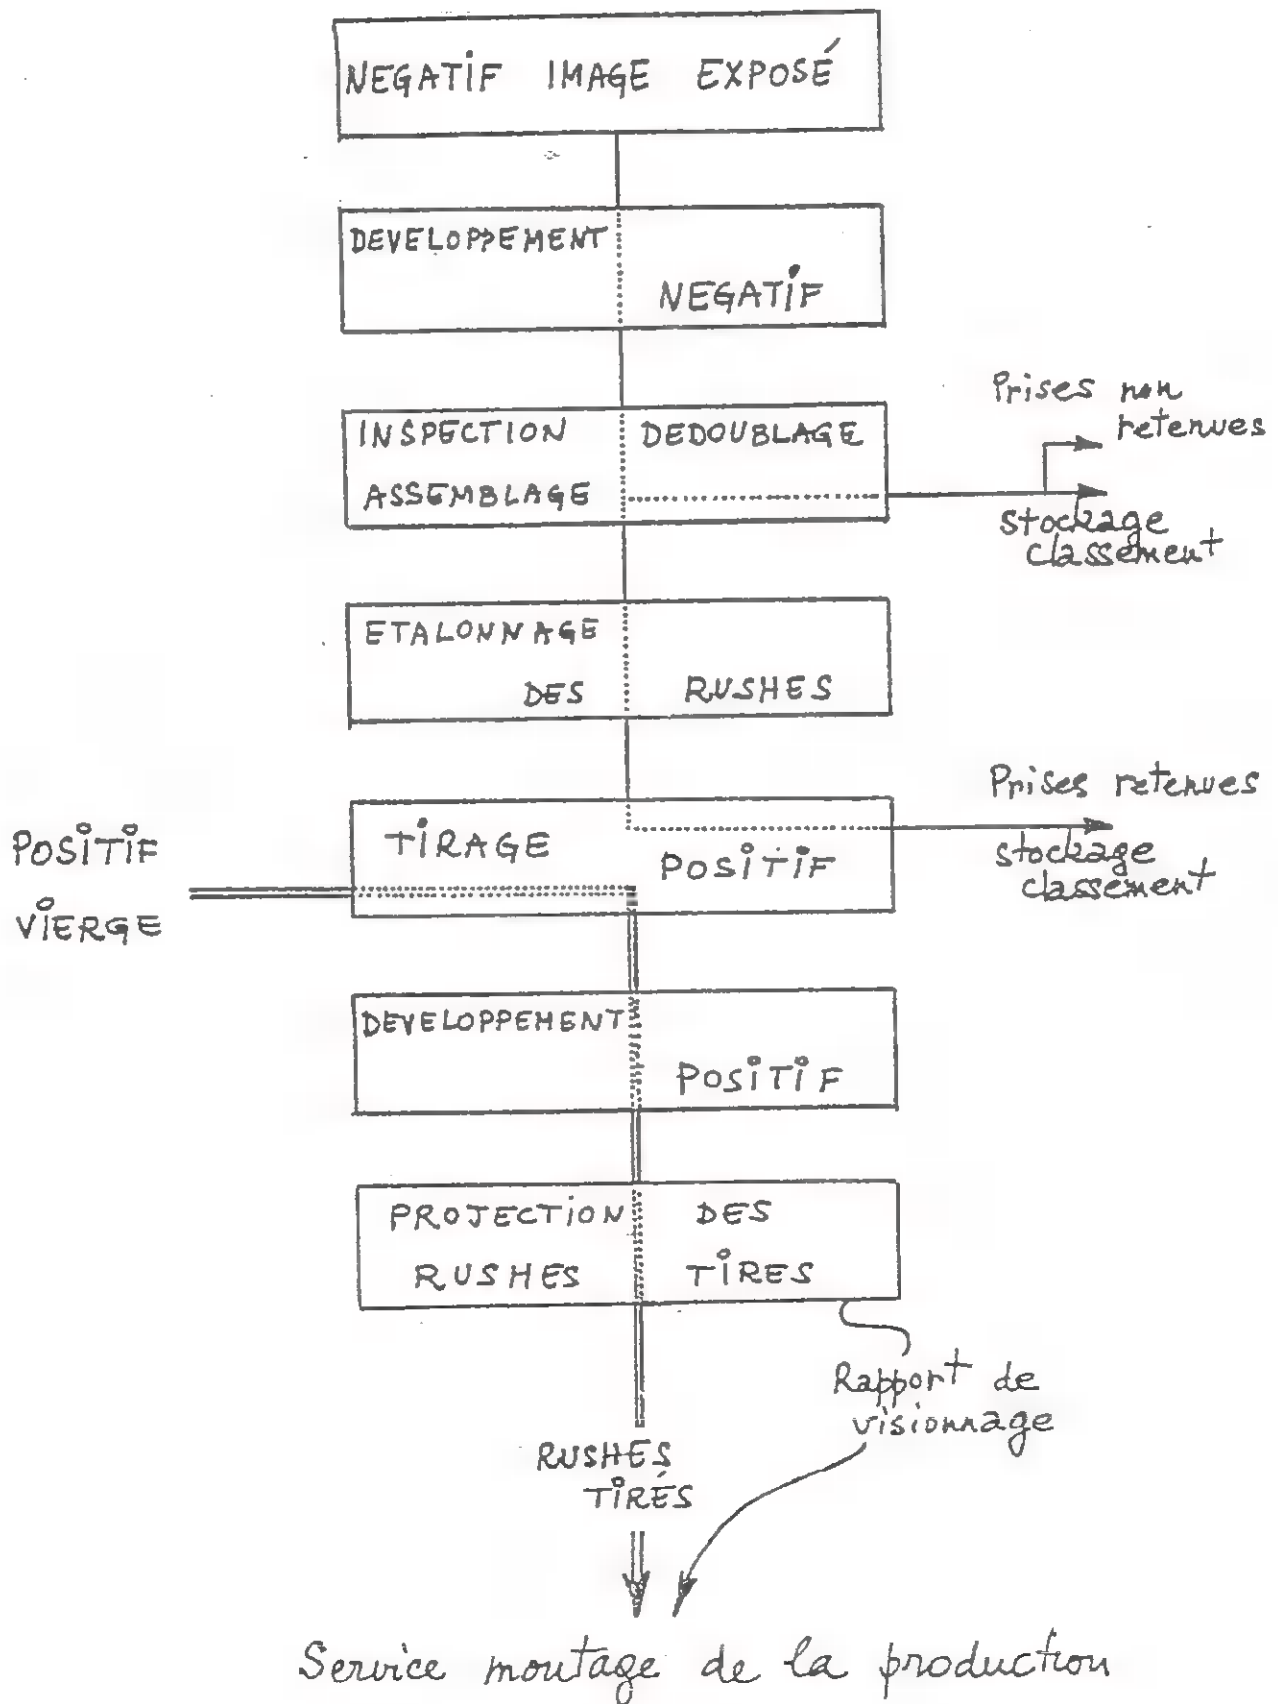 NEGATIF IMAGE EXPOSÉ
DEVELOPPEMENT
NEGATIF
Prises non
retenues
INSPECTION DEDOUBLAGE
ASSEMBLAGE
stockage
classement
ETALONNAGE
DES RUSHES
Prises retenues
TIRAGE POSITIF
stockage
classement
POSITIF
VIERGE
DEVELOPPEMENT
POSITIF
PROJECTION DES
RUSHES TIRES
Rapport de
visionnage
RUSHES
TIRÉS
Service montage de la production